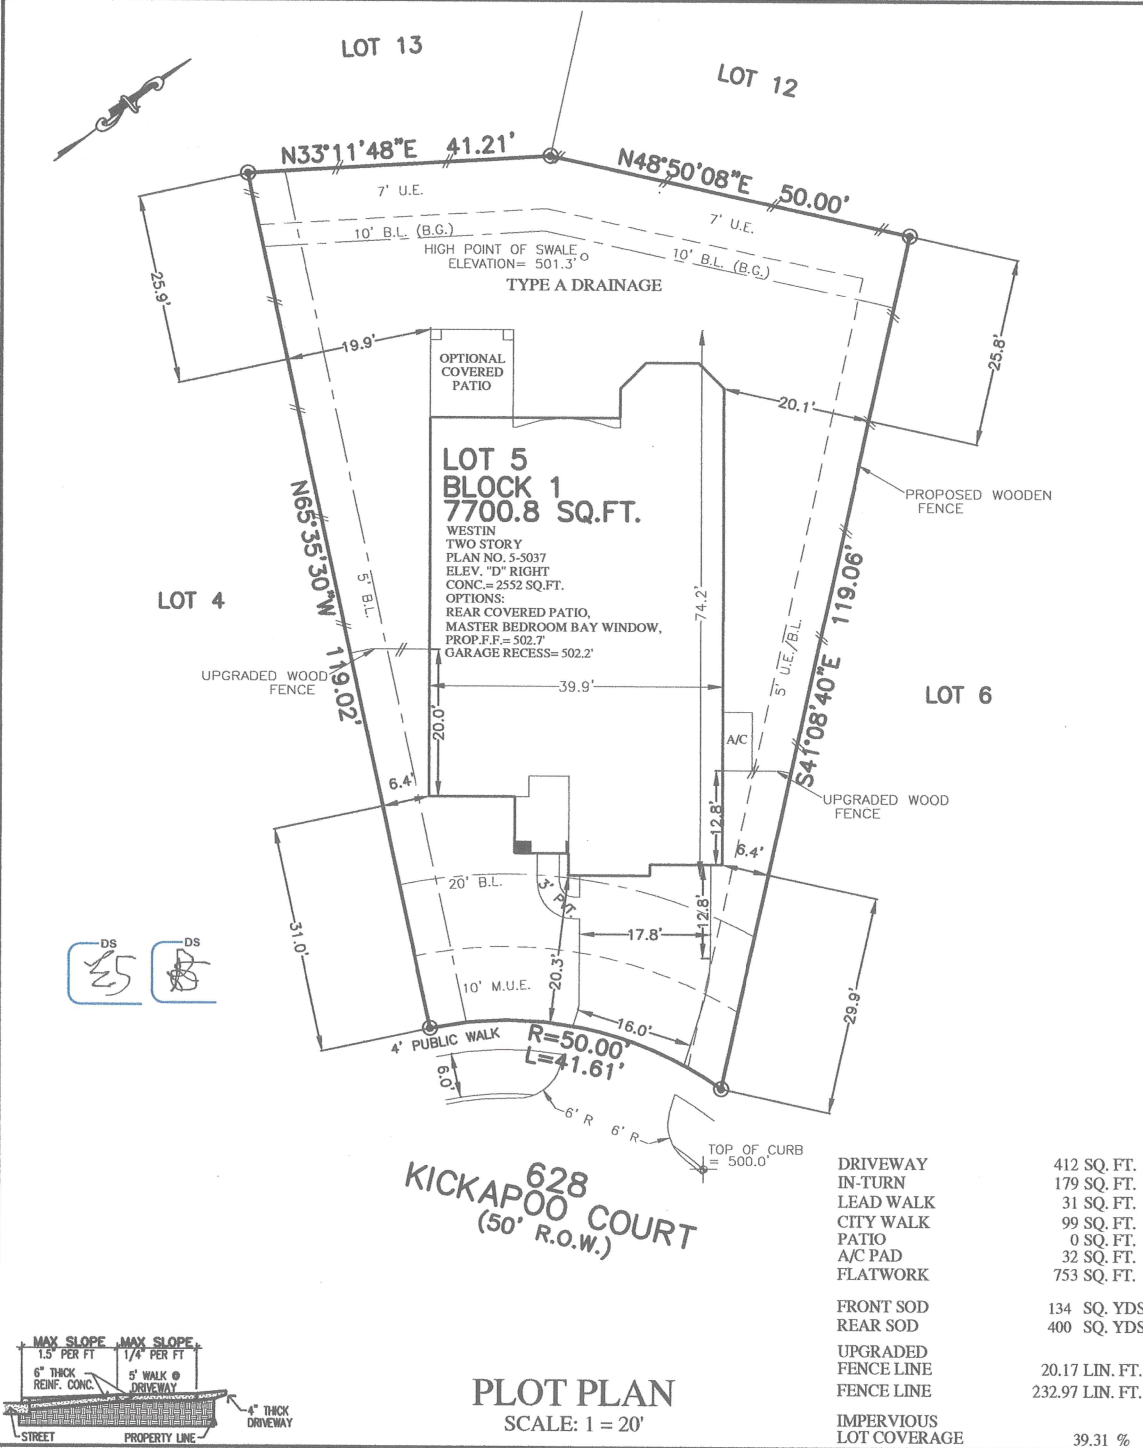 LOT 13
LOT 12
N33°11'48"E 41.21'
N48°50'08"E 50.00'
7' U.E.
7' U.E.
10' B.L. (B.G.)
10' B.L. (B.G.)
HIGH POINT OF SWALE
ELEVATION= 501.3'
TYPE A DRAINAGE
25.9'
19.9'
OPTIONAL
COVERED
PATIO
25.8'
20.1'
LOT 5
BLOCK 1
7700.8 SQ.FT.
WESTIN
TWO STORY
PLAN NO. 5-5037
ELEV. "D" RIGHT
CONC.= 2552 SQ.FT.
OPTIONS:
REAR COVERED PATIO,
MASTER BEDROOM BAY WINDOW,
PROP.F.F.= 502.7'
GARAGE RECESS= 502.2'
PROPOSED WOODEN
FENCE
N65°35'30"W 119.02'
5' B.L.
74.2'
S41°08'40"E 119.06'
5' U.E./B.L.
LOT 4
LOT 6
UPGRADED WOOD
FENCE
39.9'
20.0'
A/C
6.4'
12.8'
UPGRADED WOOD
FENCE
6.4'
20' B.L.
3' PVT.
12.8'
17.8'
31.0'
20.3'
29.9'
DS
DS
10' M.U.E.
16.0'
4' PUBLIC WALK
R=50.00'
L=41.61'
6.0'
6' R
6' R
TOP OF CURB
= 500.0'
628
KICKAPOO COURT
(50' R.O.W.)
DRIVEWAY 412 SQ. FT.
IN-TURN 179 SQ. FT.
LEAD WALK 31 SQ. FT.
CITY WALK 99 SQ. FT.
PATIO 0 SQ. FT.
A/C PAD 32 SQ. FT.
FLATWORK 753 SQ. FT.
FRONT SOD 134 SQ. YDS
REAR SOD 400 SQ. YDS
UPGRADED
FENCE LINE 20.17 LIN. FT.
FENCE LINE 232.97 LIN. FT.
IMPERVIOUS
LOT COVERAGE 39.31 %
MAX SLOPE MAX SLOPE
1.5" PER FT 1/4" PER FT
6" THICK
REINF. CONC.
5' WALK @
DRIVEWAY
4" THICK
DRIVEWAY
STREET PROPERTY LINE
PLOT PLAN
SCALE: 1 = 20'